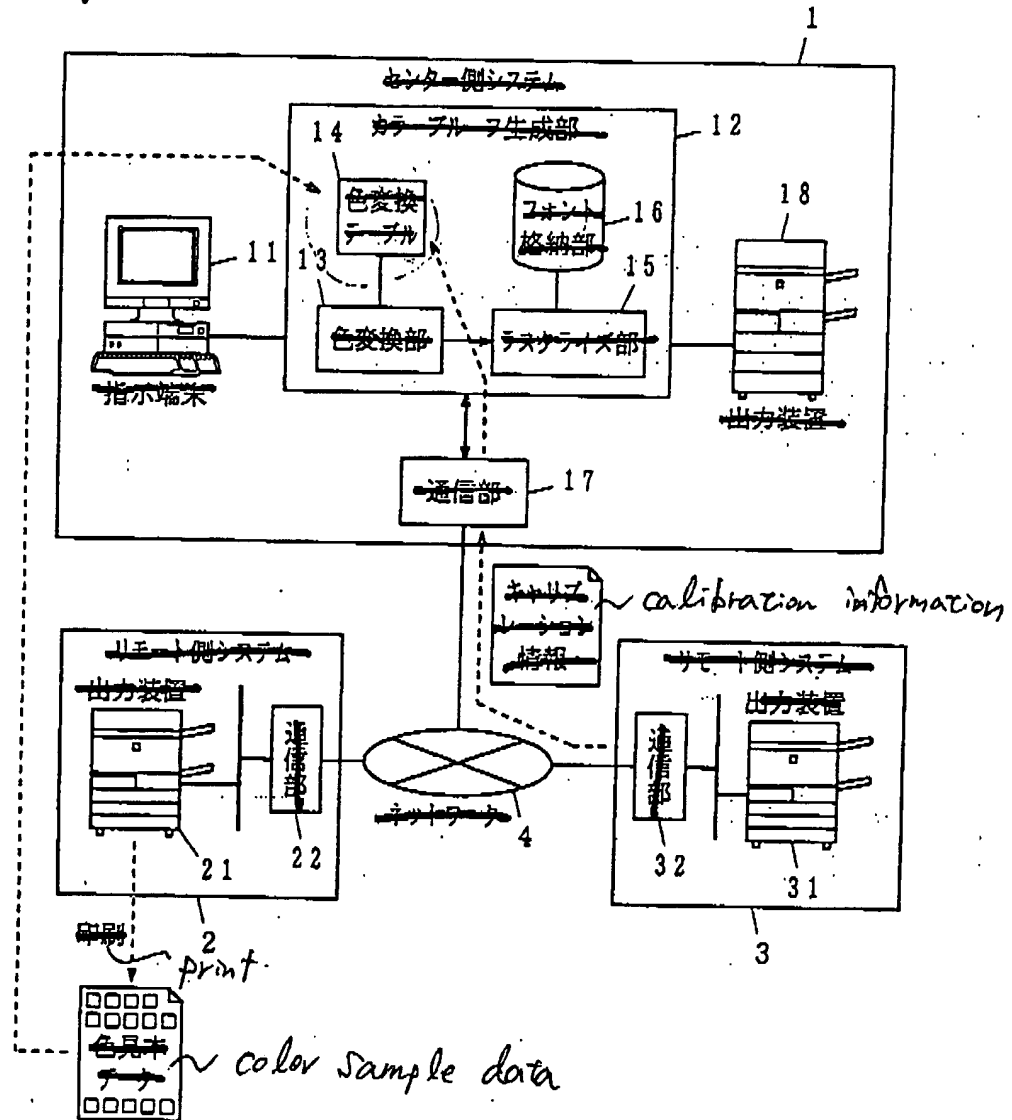 1
センター側システム
カラープルーフ生成部
12
14
色変換
テーブル
フォント
格納部
16
18
11
13
15
色変換部
ラスタライズ部
指示端末
出力装置
通信部
17
キャリブ
レーション
情報
calibration information
リモート側システム
出力装置
通信部
21
22
ネットワーク
4
リモート側システム
出力装置
通信部
32
31
2
3
印刷
print
色見本
データ
color sample data